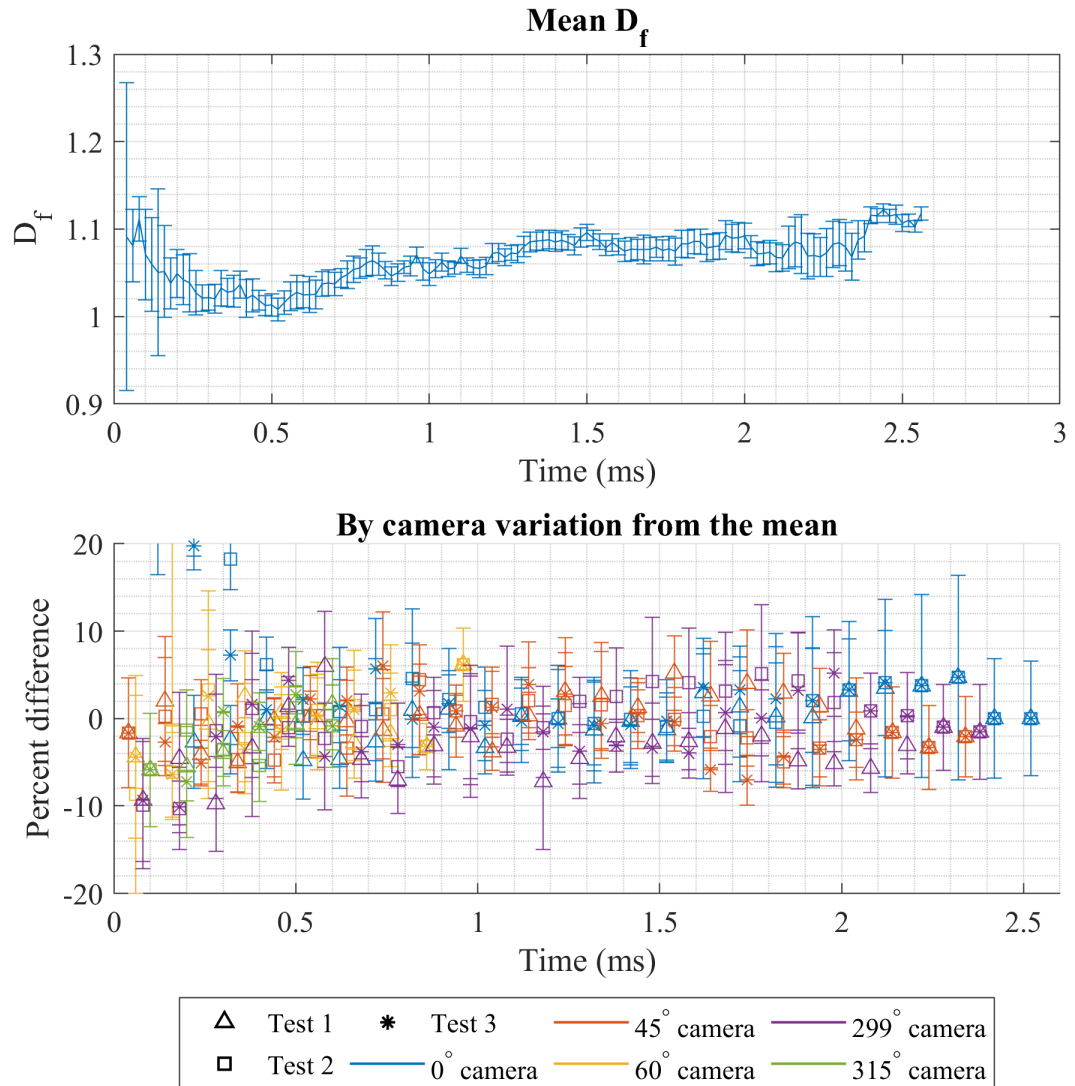 Mean D_f
1.3
1.2
1.1
1
0.9
D_f
0 0.5 1 1.5 2 2.5 3
Time (ms)
By camera variation from the mean
20
10
0
-10
-20
Percent difference
0 0.5 1 1.5 2 2.5
Time (ms)
Test 1 Test 3 45° camera 299° camera
Test 2 0° camera 60° camera 315° camera